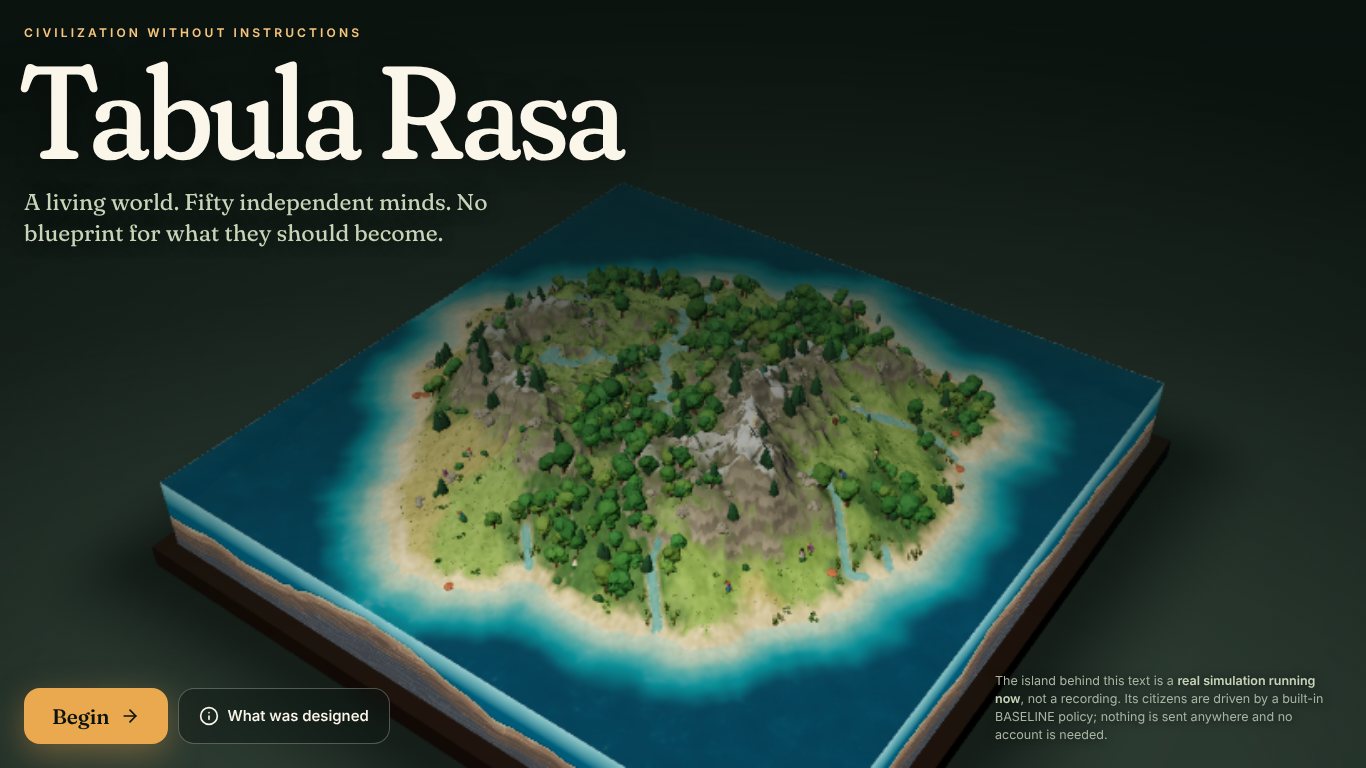 CIVILIZATION WITHOUT INSTRUCTIONS
Tabula Rasa
A living world. Fifty independent minds. No
blueprint for what they should become.
Begin →
What was designed
The island behind this text is a real simulation running
now, not a recording. Its citizens are driven by a built-in
BASELINE policy; nothing is sent anywhere and no
account is needed.